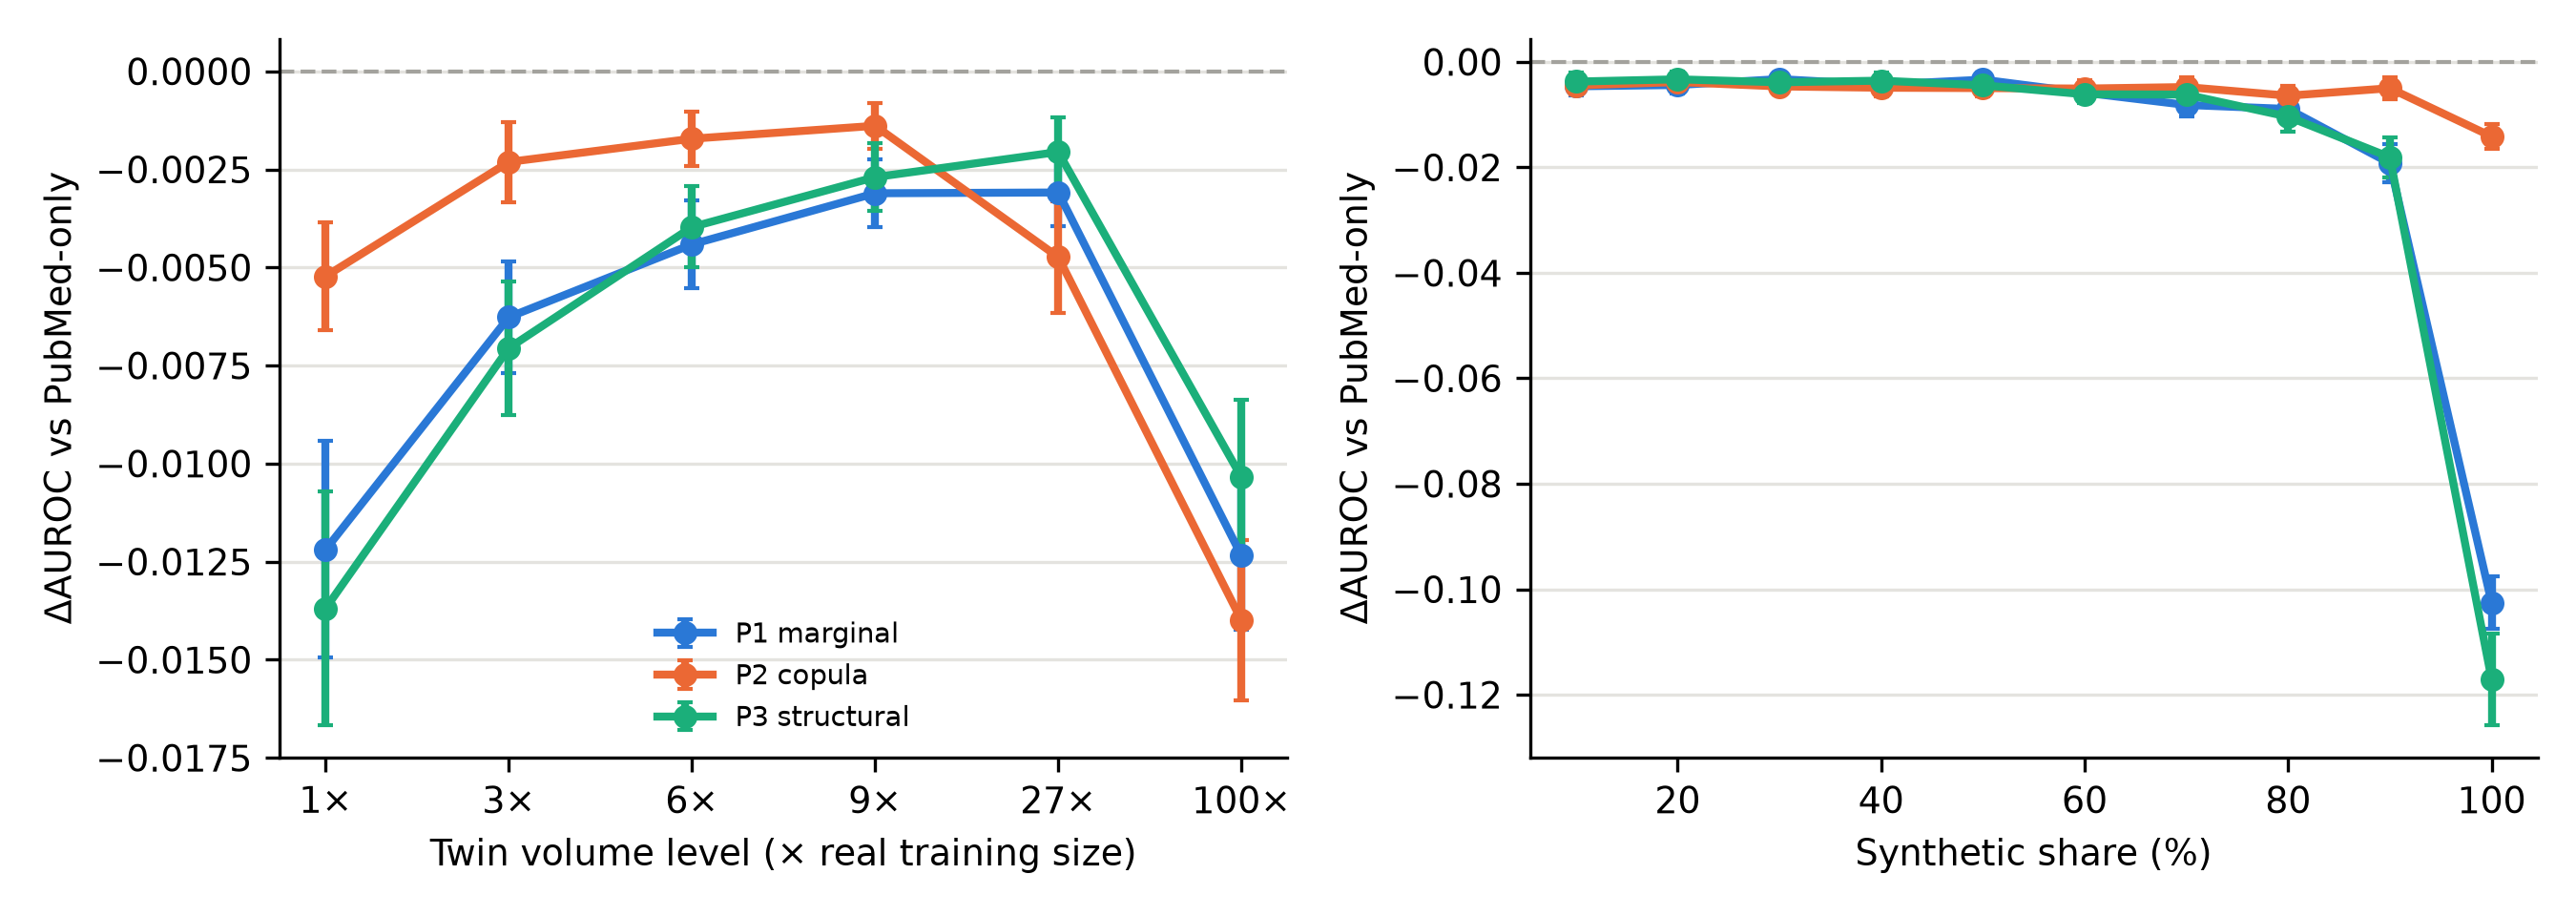 ΔAUROC vs PubMed-only
0.0000
−0.0025
−0.0050
−0.0075
−0.0100
−0.0125
−0.0150
−0.0175
P1 marginal
P2 copula
P3 structural
1× 3× 6× 9× 27× 100×
Twin volume level (× real training size)
ΔAUROC vs PubMed-only
0.00
−0.02
−0.04
−0.06
−0.08
−0.10
−0.12
20 40 60 80 100
Synthetic share (%)